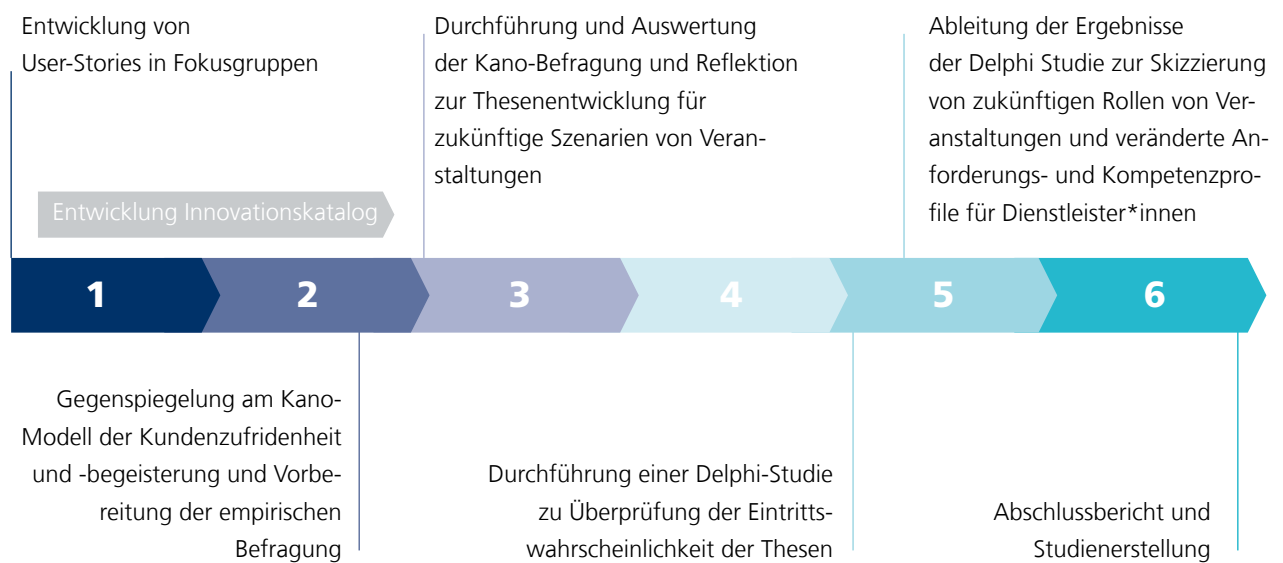 Entwicklung von
User-Stories in Fokusgruppen
Durchführung und Auswertung
der Kano-Befragung und Reflektion
zur Thesenentwicklung für
zukünftige Szenarien von Veran-
staltungen
Ableitung der Ergebnisse
der Delphi Studie zur Skizzierung
von zukünftigen Rollen von Ver-
anstaltungen und veränderte An-
forderungs- und Kompetenzpro-
file für Dienstleister*innen
Entwicklung Innovationskatalog
1 2 3 4 5 6
Gegenspiegelung am Kano-
Modell der Kundenzufridenheit
und -begeisterung und Vorbe-
reitung der empirischen
Befragung
Durchführung einer Delphi-Studie
zu Überprüfung der Eintritts-
wahrscheinlichkeit der Thesen
Abschlussbericht und
Studienerstellung